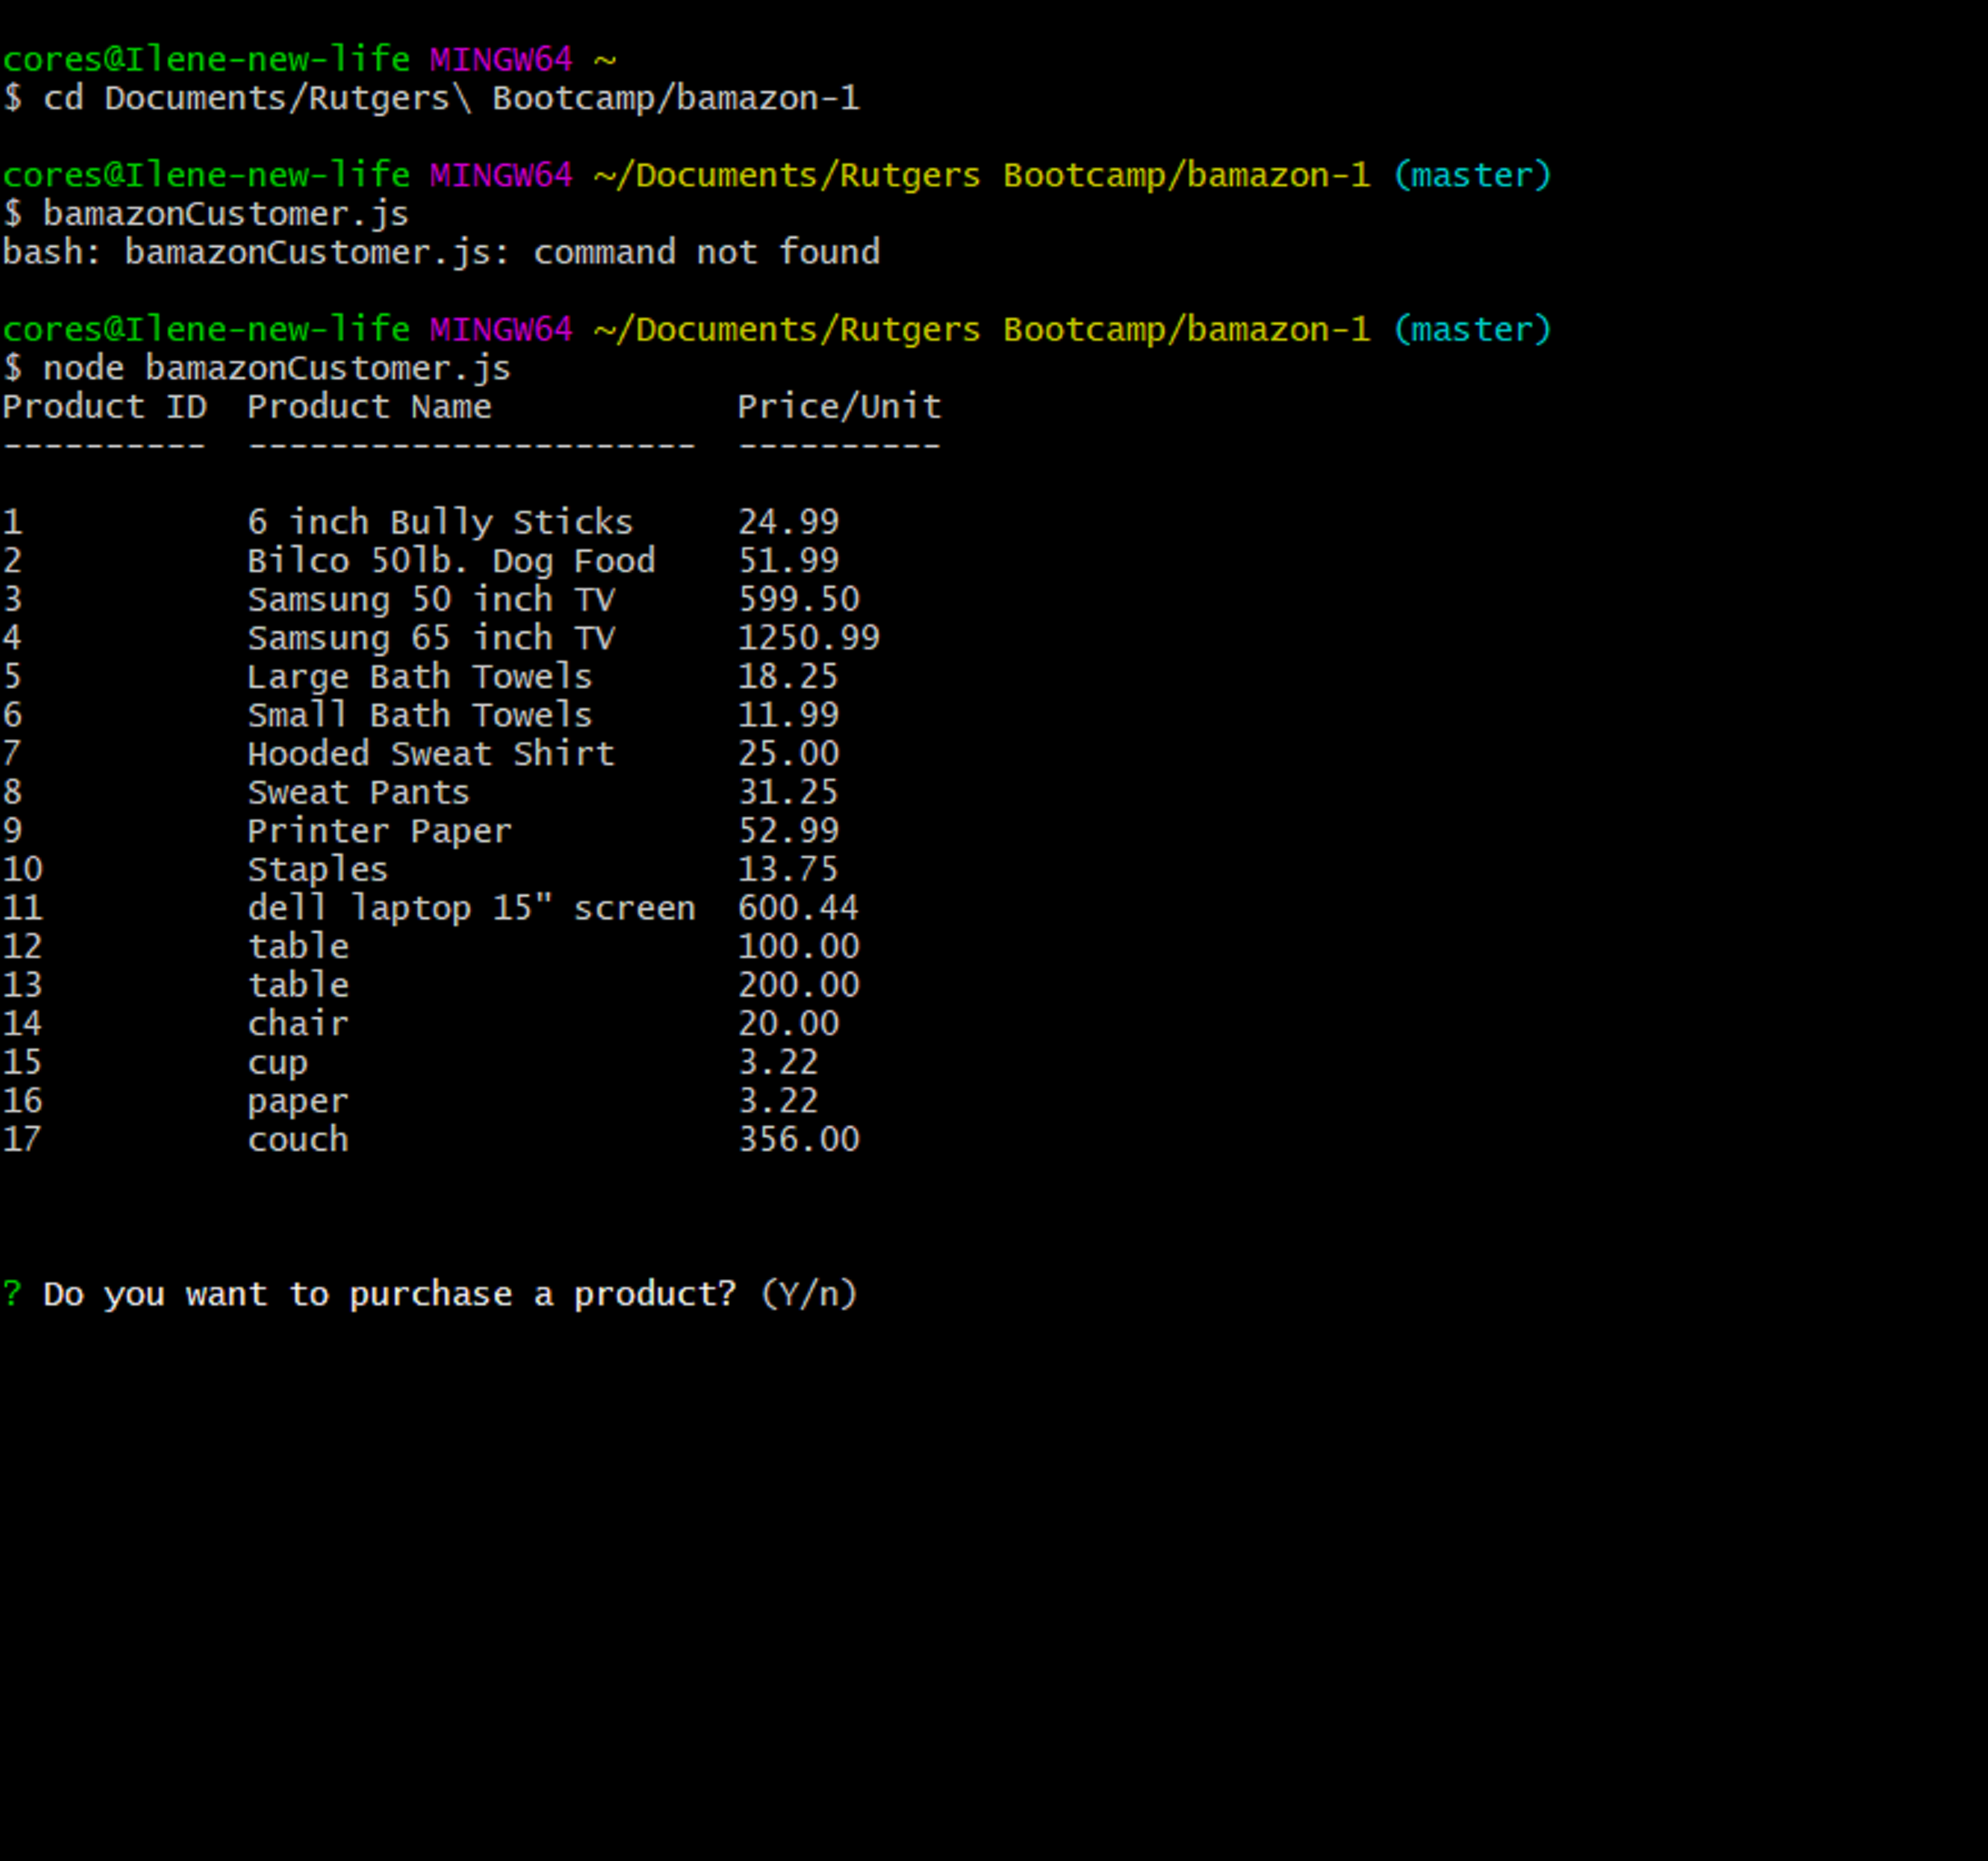 cores@Ilene-new-life MINGW64 ~
$ cd Documents/Rutgers\ Bootcamp/bamazon-1
cores@Ilene-new-life MINGW64 ~/Documents/Rutgers Bootcamp/bamazon-1 (master)
$ bamazonCustomer.js
bash: bamazonCustomer.js: command not found
cores@Ilene-new-life MINGW64 ~/Documents/Rutgers Bootcamp/bamazon-1 (master)
$ node bamazonCustomer.js
Product ID  Product Name            Price/Unit
----------  ----------------------  ----------
1           6 inch Bully Sticks     24.99
2           Bilco 50lb. Dog Food    51.99
3           Samsung 50 inch TV      599.50
4           Samsung 65 inch TV      1250.99
5           Large Bath Towels       18.25
6           Small Bath Towels       11.99
7           Hooded Sweat Shirt      25.00
8           Sweat Pants             31.25
9           Printer Paper           52.99
10          Staples                 13.75
11          dell laptop 15" screen  600.44
12          table                   100.00
13          table                   200.00
14          chair                   20.00
15          cup                     3.22
16          paper                   3.22
17          couch                   356.00
? Do you want to purchase a product? (Y/n)